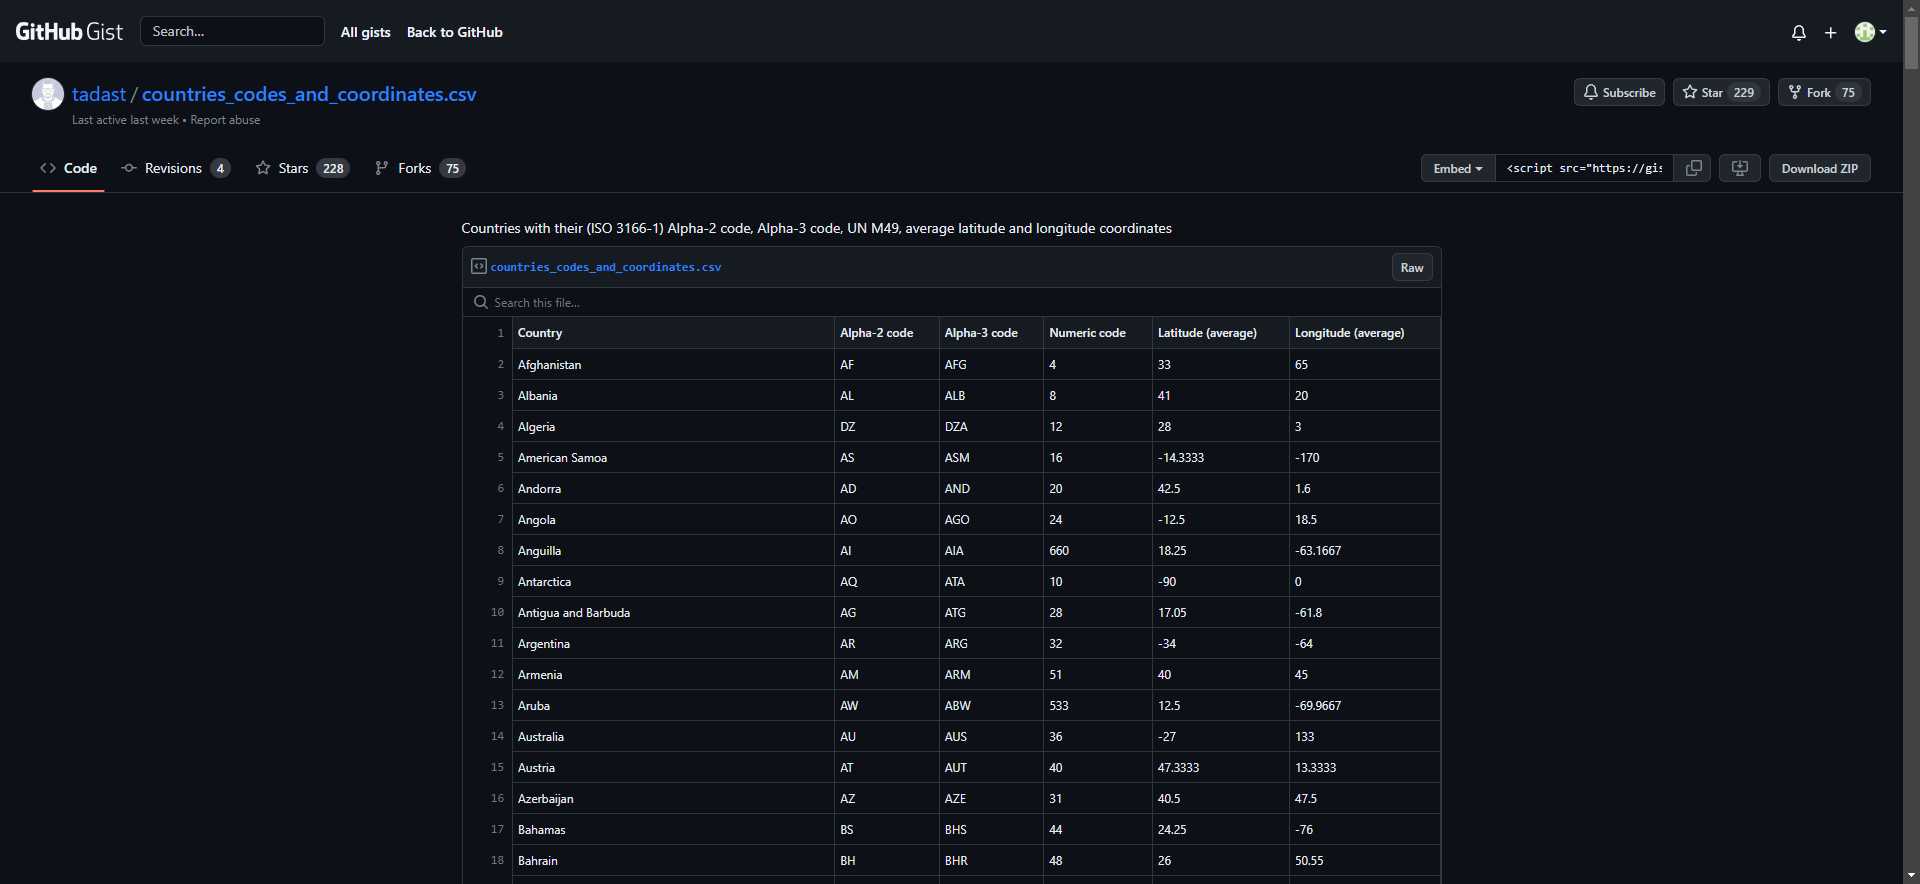 GitHub Gist Search... All gists Back to GitHub
tadast / countries_codes_and_coordinates.csv Subscribe Star 229 Fork 75
Last active last week • Report abuse
Code Revisions 4 Stars 228 Forks 75 Embed <script src="https://gis Download ZIP
Countries with their (ISO 3166-1) Alpha-2 code, Alpha-3 code, UN M49, average latitude and longitude coordinates
countries_codes_and_coordinates.csv Raw
Search this file...
1 Country Alpha-2 code Alpha-3 code Numeric code Latitude (average) Longitude (average)
2 Afghanistan AF AFG 4 33 65
3 Albania AL ALB 8 41 20
4 Algeria DZ DZA 12 28 3
5 American Samoa AS ASM 16 -14.3333 -170
6 Andorra AD AND 20 42.5 1.6
7 Angola AO AGO 24 -12.5 18.5
8 Anguilla AI AIA 660 18.25 -63.1667
9 Antarctica AQ ATA 10 -90 0
10 Antigua and Barbuda AG ATG 28 17.05 -61.8
11 Argentina AR ARG 32 -34 -64
12 Armenia AM ARM 51 40 45
13 Aruba AW ABW 533 12.5 -69.9667
14 Australia AU AUS 36 -27 133
15 Austria AT AUT 40 47.3333 13.3333
16 Azerbaijan AZ AZE 31 40.5 47.5
17 Bahamas BS BHS 44 24.25 -76
18 Bahrain BH BHR 48 26 50.55